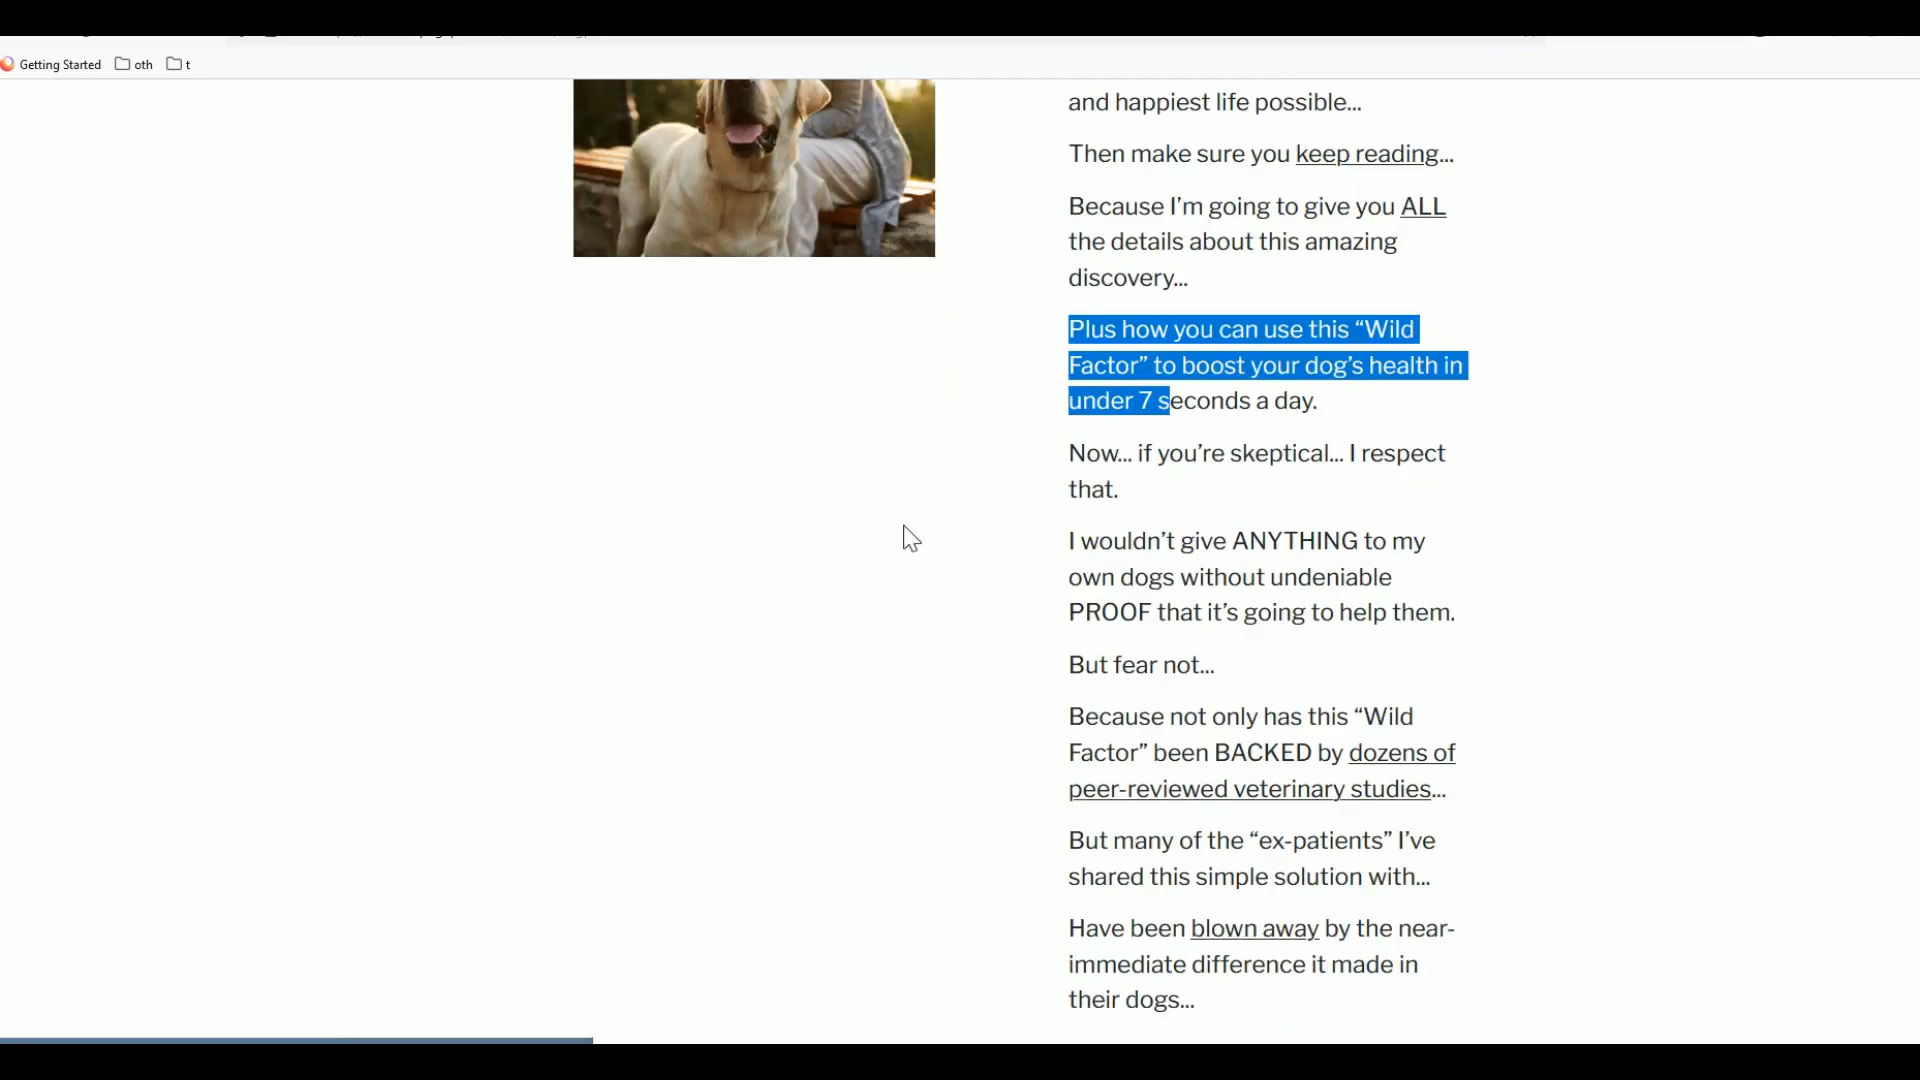 Getting Started
oth
t
and happiest life possible...
Then make sure you keep reading...
Because I’m going to give you ALL
the details about this amazing
discovery...
Plus how you can use this “Wild
Factor” to boost your dog’s health in
under 7 seconds a day.
Now... if you’re skeptical... I respect
that.
I wouldn’t give ANYTHING to my
own dogs without undeniable
PROOF that it’s going to help them.
But fear not...
Because not only has this “Wild
Factor” been BACKED by dozens of
peer-reviewed veterinary studies...
But many of the “ex-patients” I’ve
shared this simple solution with...
Have been blown away by the near-
immediate difference it made in
their dogs...